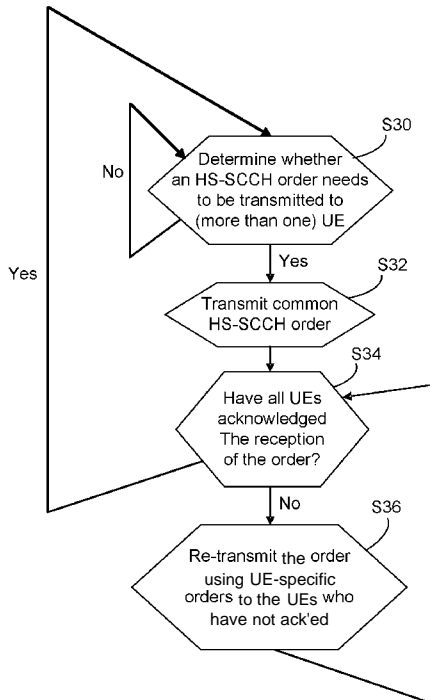 S30
Determine whether
an HS-SCCH order needs
to be transmitted to
(more than one) UE
No
Yes
Yes
S32
Transmit common
HS-SCCH order
S34
Have all UEs
acknowledged
The reception
of the order?
No
S36
Re-transmit the order
using UE-specific
orders to the UEs who
have not ack'ed